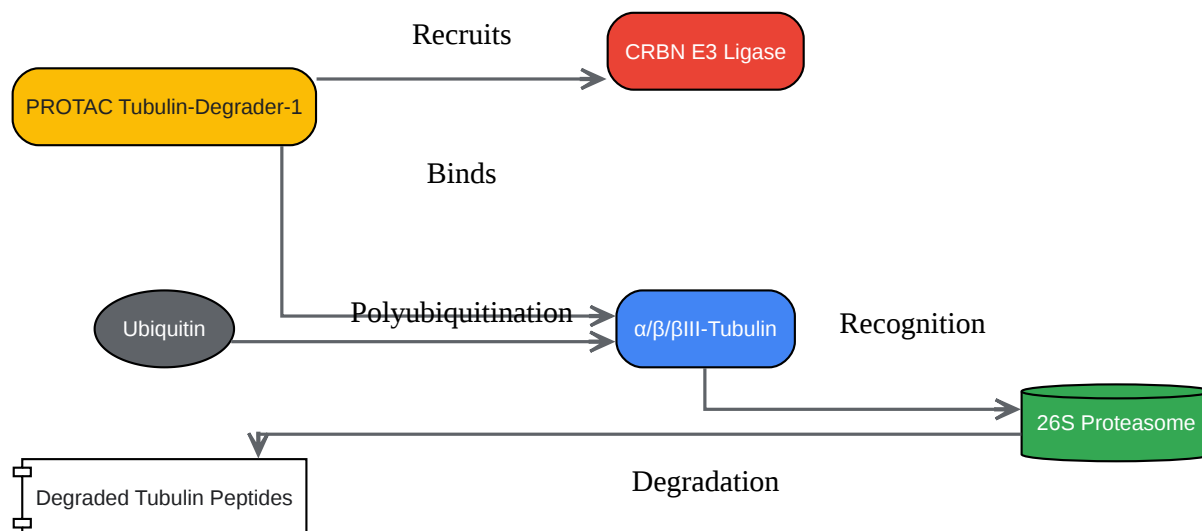 Recruits
CRBN E3 Ligase
PROTAC Tubulin-Degrader-1
Binds
Polyubiquitination
Ubiquitin
α/β/βIII-Tubulin
Recognition
26S Proteasome
Degradation
Degraded Tubulin Peptides